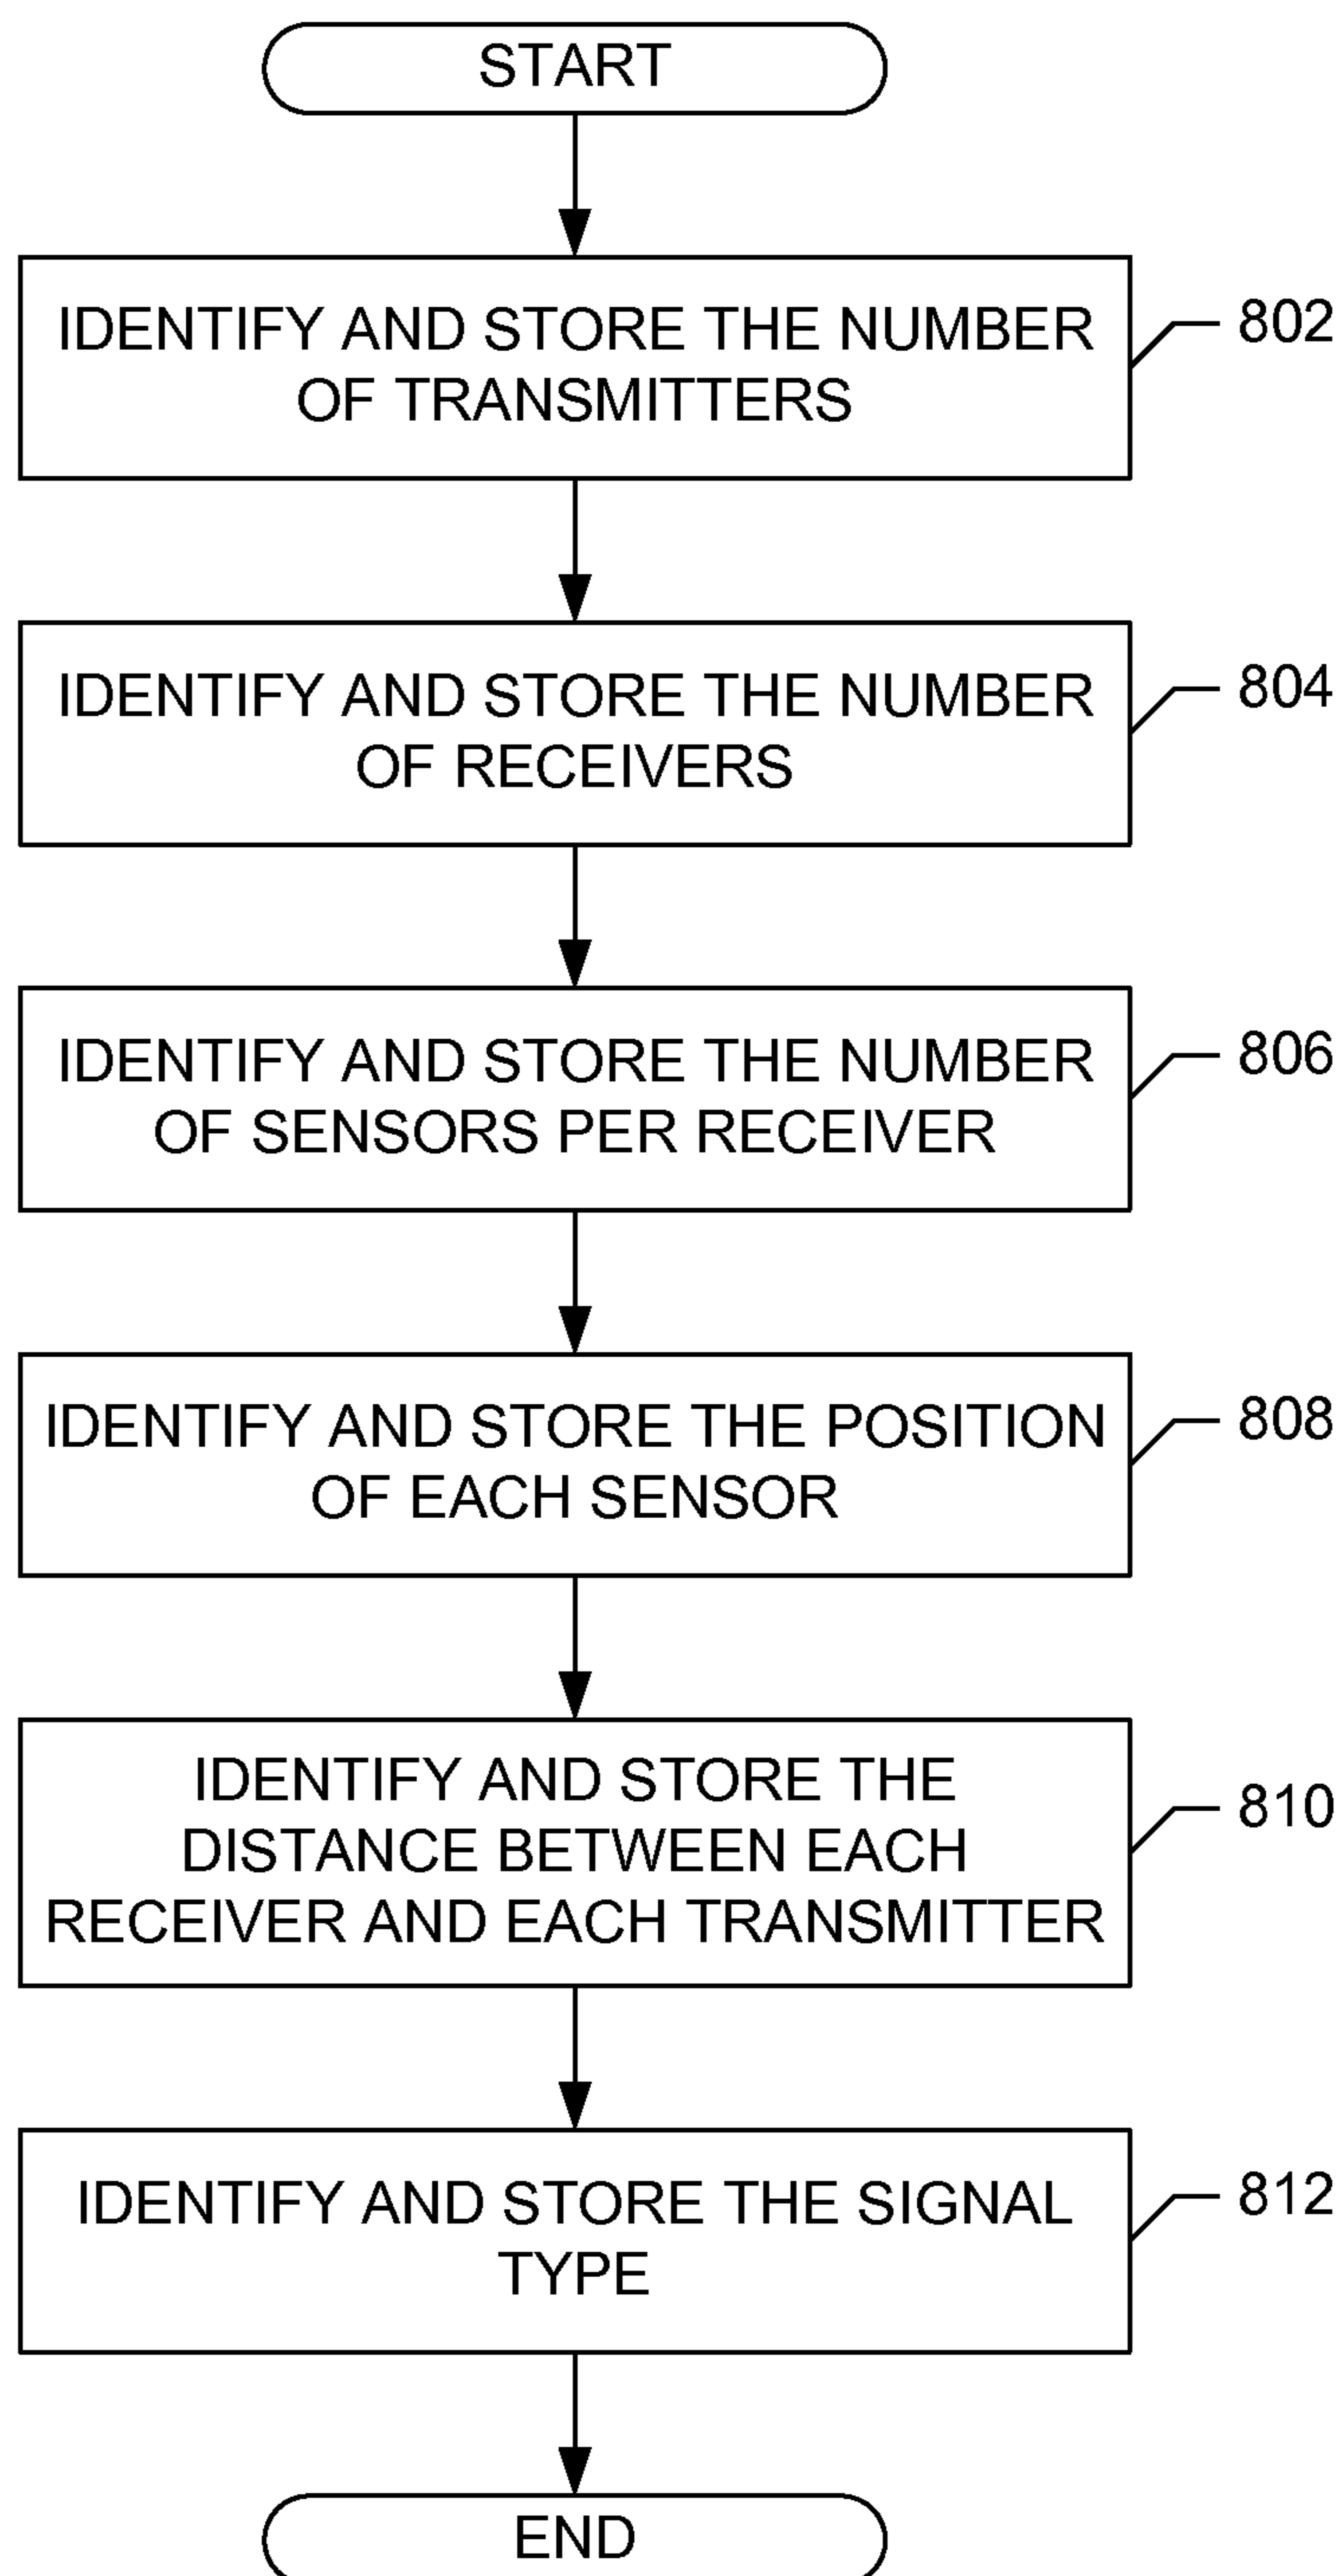 START
IDENTIFY AND STORE THE NUMBER
OF TRANSMITTERS
802
IDENTIFY AND STORE THE NUMBER
OF RECEIVERS
804
IDENTIFY AND STORE THE NUMBER
OF SENSORS PER RECEIVER
806
IDENTIFY AND STORE THE POSITION
OF EACH SENSOR
808
IDENTIFY AND STORE THE
DISTANCE BETWEEN EACH
RECEIVER AND EACH TRANSMITTER
810
IDENTIFY AND STORE THE SIGNAL
TYPE
812
END